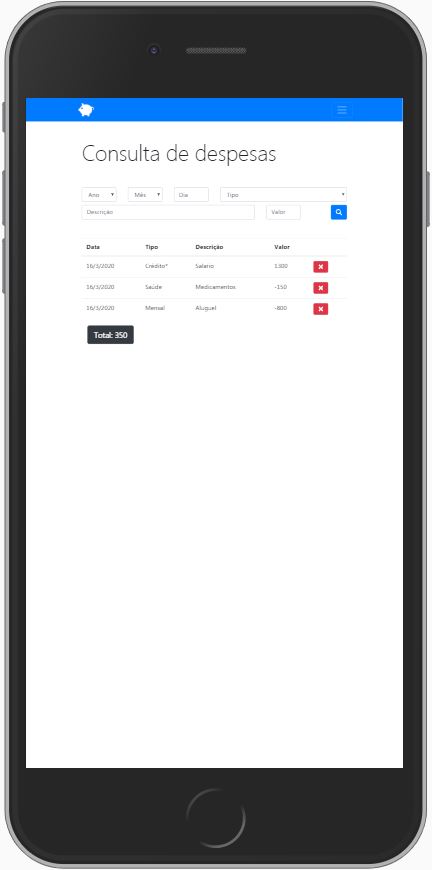 Consulta de despesas
Ano Mês Dia Tipo
Descrição Valor
Data Tipo Descrição Valor
16/3/2020 Crédito* Salario 1300
16/3/2020 Saúde Medicamentos -150
16/3/2020 Mensal Aluguel -800
Total: 350